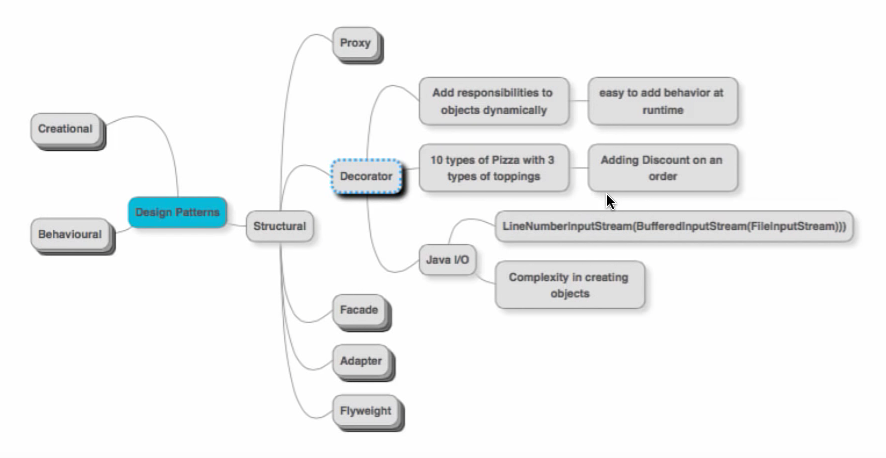 Proxy
Add responsibilities to
objects dynamically
easy to add behavior at
runtime
Creational
10 types of Pizza with 3
types of toppings
Adding Discount on an
order
Decorator
Design Patterns
Structural
Behavioural
LineNumberInputStream(BufferedInputStream(FileInputStream)))
Java I/O
Complexity in creating
objects
Facade
Adapter
Flyweight